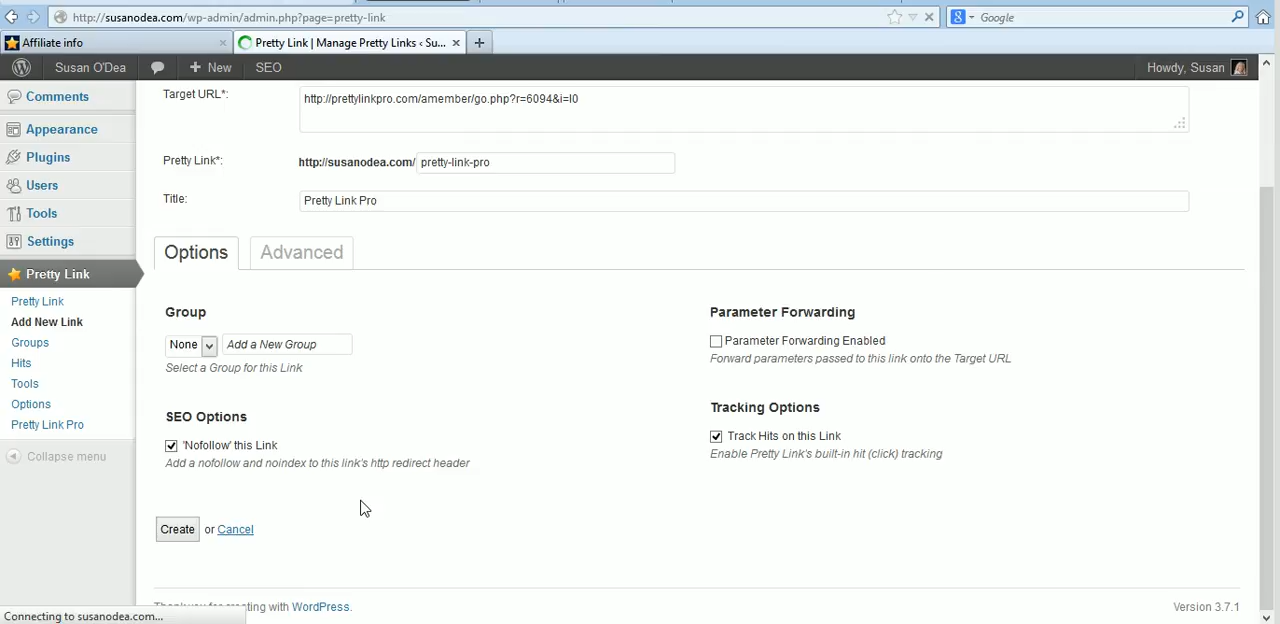 http://susanodea.com/wp-admin/admin.php?page=pretty-link
Google
Affiliate info
Pretty Link | Manage Pretty Links ‹ Su...
Susan O'Dea
New
SEO
Howdy, Susan
Comments
Appearance
Plugins
Users
Tools
Settings
Pretty Link
Pretty Link
Add New Link
Groups
Hits
Tools
Options
Pretty Link Pro
Collapse menu
Target URL*:
http://prettylinkpro.com/amember/go.php?r=6094&i=l0
Pretty Link*:
http://susanodea.com/ pretty-link-pro
Title:
Pretty Link Pro
Options
Advanced
Group
None
Add a New Group
Select a Group for this Link
SEO Options
'Nofollow' this Link
Add a nofollow and noindex to this link's http redirect header
Parameter Forwarding
Parameter Forwarding Enabled
Forward parameters passed to this link onto the Target URL
Tracking Options
Track Hits on this Link
Enable Pretty Link's built-in hit (click) tracking
Create or Cancel
Thank you for creating with WordPress.
Version 3.7.1
Connecting to susanodea.com...